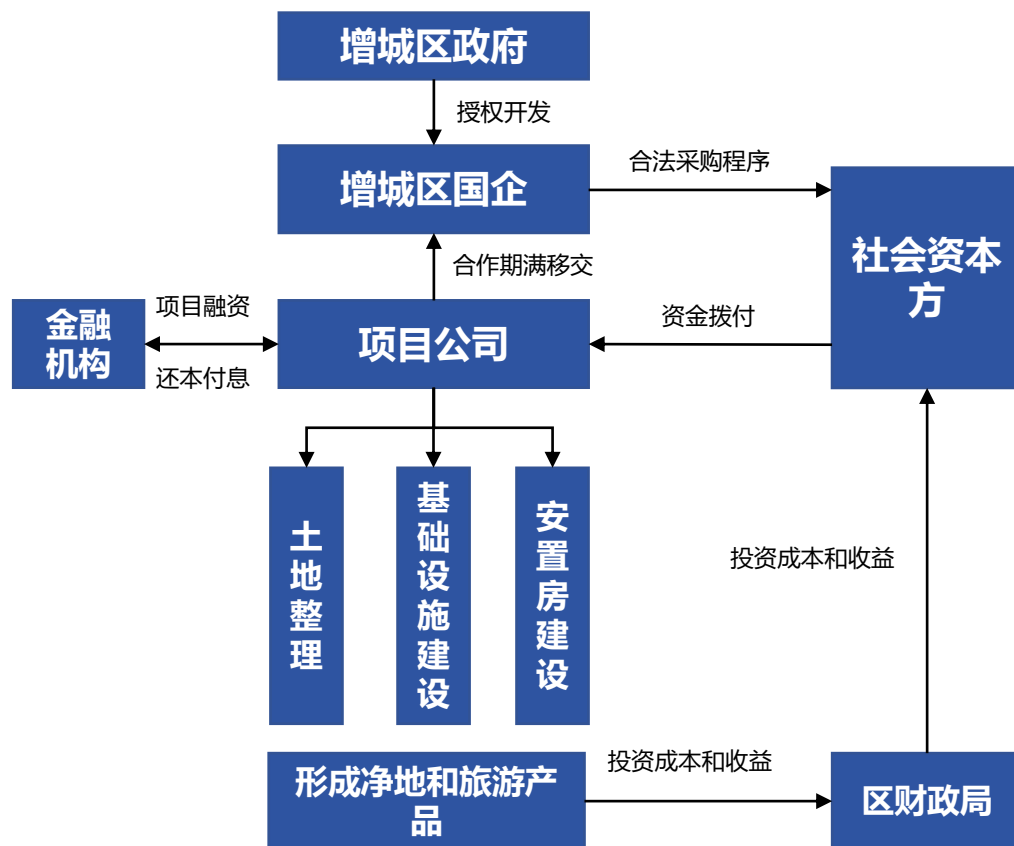 增城区政府
授权开发
增城区国企
合法采购程序
社会资本
方
合作期满移交
项目融资
金融
机构
还本付息
项目公司
资金拨付
土地整理
基础设施建设
安置房建设
投资成本和收益
形成净地和旅游产
品
投资成本和收益
区财政局